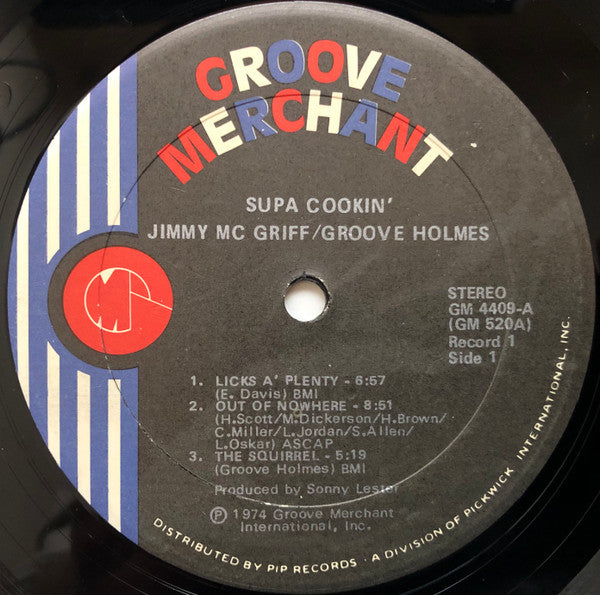 GROOVE
MERCHANT
SUPA COOKIN'
JIMMY MC GRIFF/GROOVE HOLMES
STEREO
GM 4409-A
(GM 520A)
Record 1
Side 1
1. LICKS A' PLENTY - 6:57
(E. Davis) BMI
2. OUT OF NOWHERE - 8:51
(H.Scott/M.Dickerson/H.Brown/
C.Miller/L.Jordan/S.Allen/
L.Oskar) ASCAP
3. THE SQUIRREL - 5:19
(Groove Holmes) BMI
Produced by Sonny Lester
Ⓟ 1974 Groove Merchant
International, Inc.
DISTRIBUTED BY PIP RECORDS · A DIVISION OF PICKWICK INTERNATIONAL, INC.